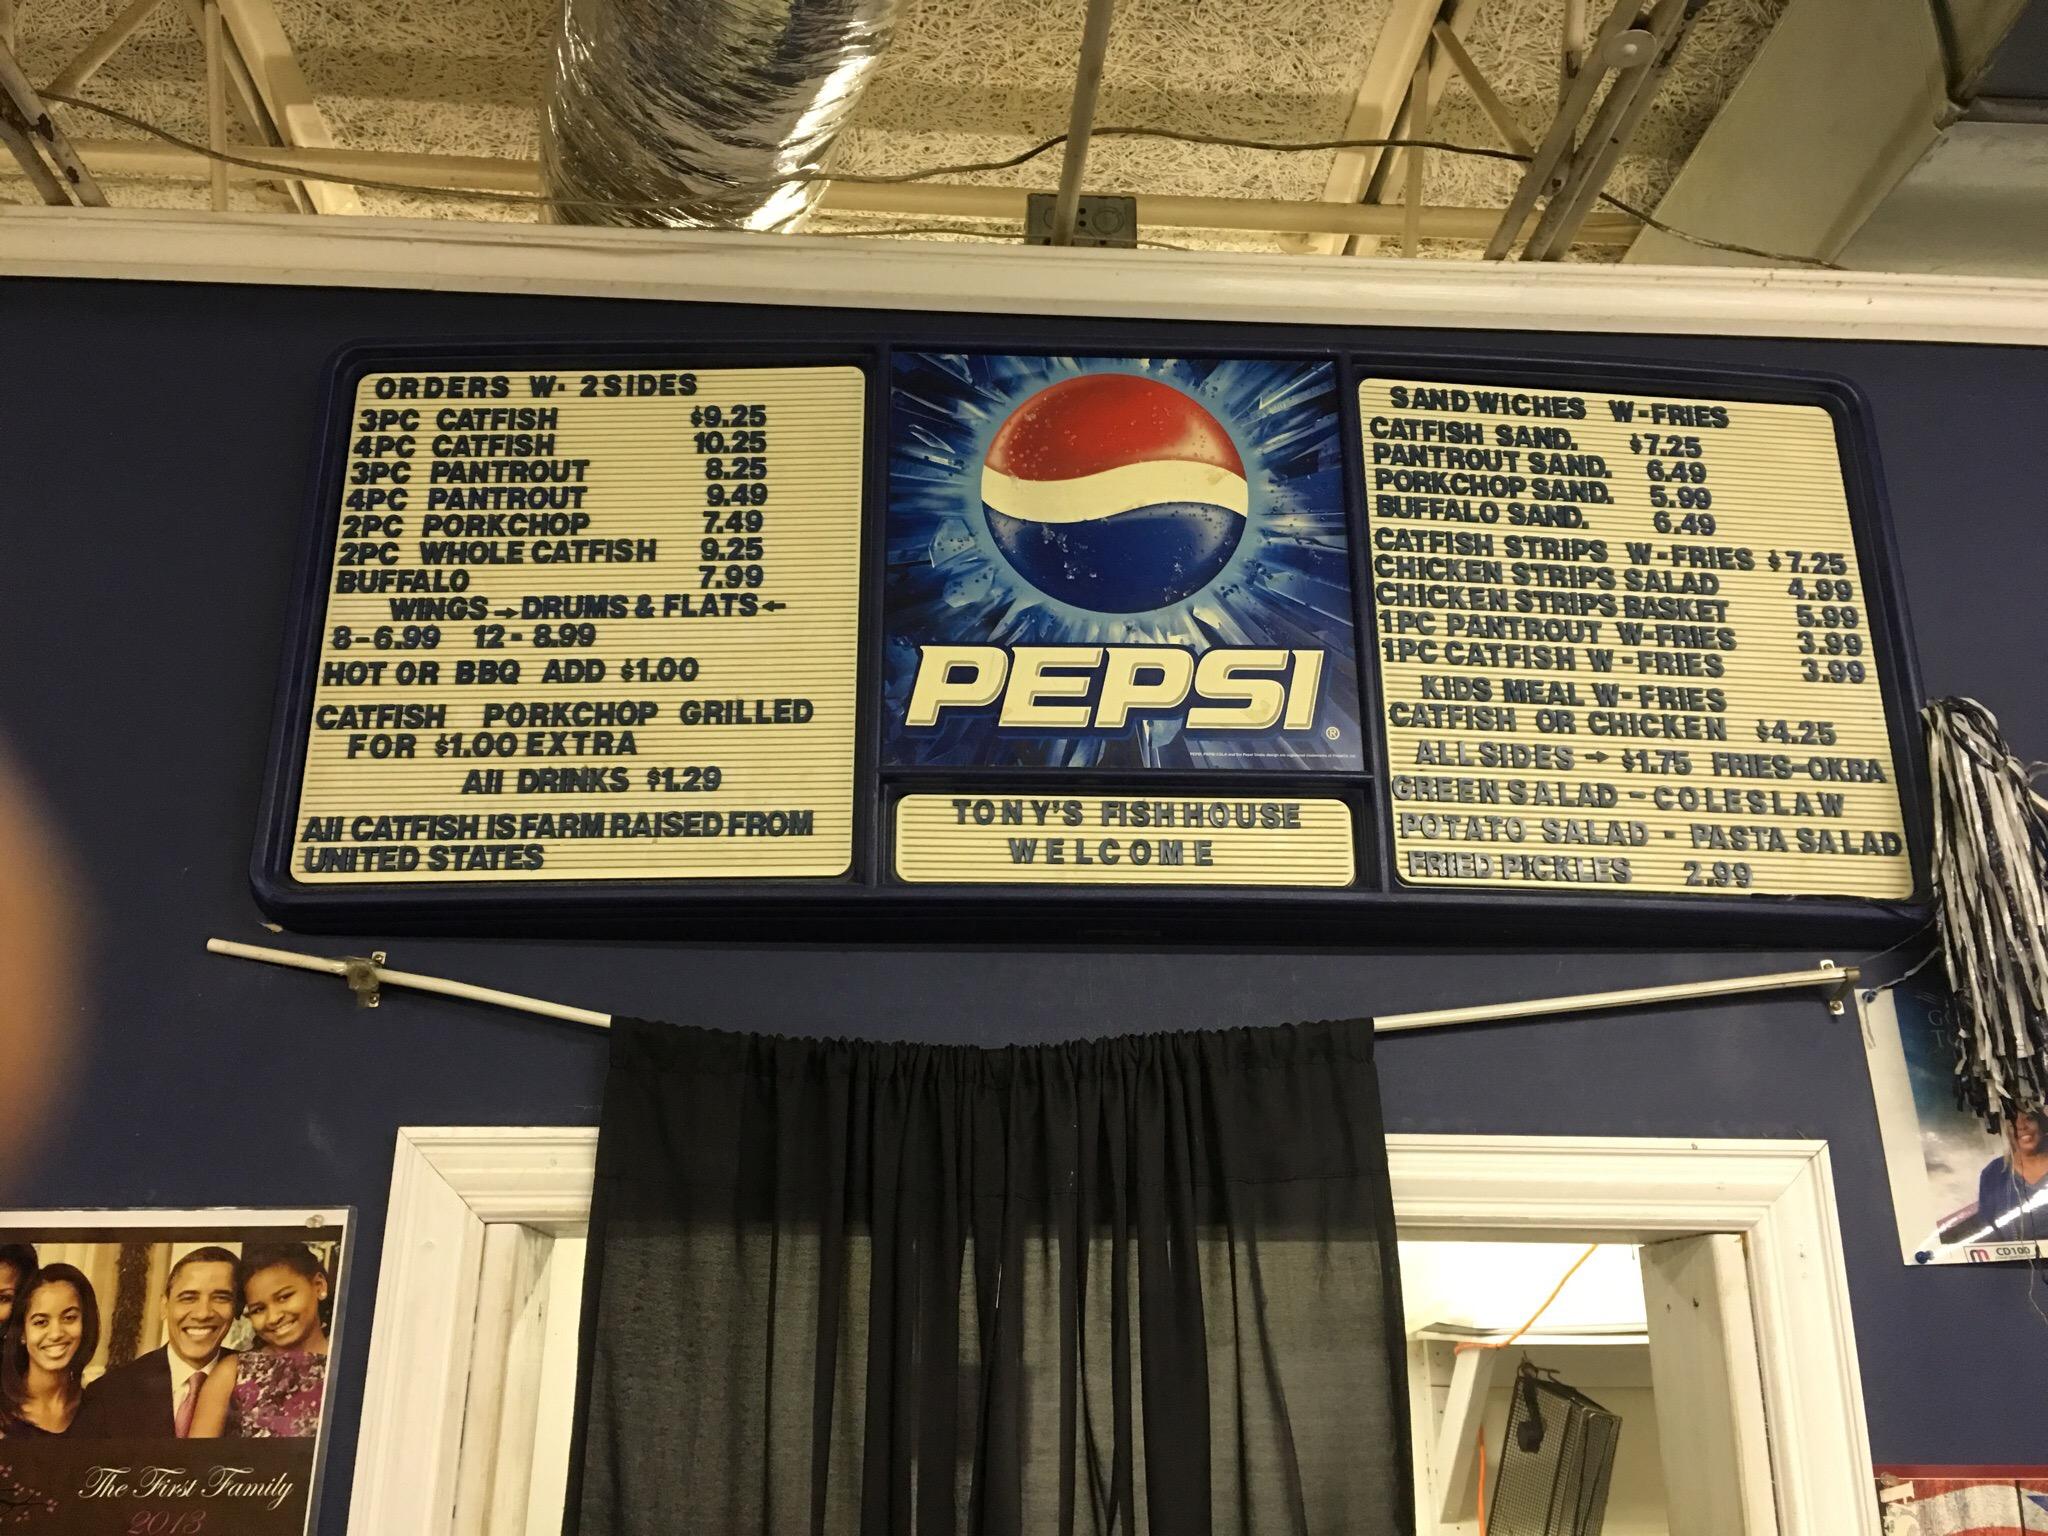 ORDERS W- 2 SIDES
3PC CATFISH $9.25
4PC CATFISH 10.25
3PC PANTROUT 8.25
4PC PANTROUT 9.49
2PC PORKCHOP 7.49
2PC WHOLE CATFISH 9.25
BUFFALO 7.99
WINGS → DRUMS & FLATS ←
8-6.99 12-8.99
HOT OR BBQ ADD $1.00
CATFISH PORKCHOP GRILLED
FOR $1.00 EXTRA
All DRINKS $1.29
All CATFISH IS FARM RAISED FROM
UNITED STATES
PEPSI ®
TONY'S FISHHOUSE
WELCOME
SANDWICHES W-FRIES
CATFISH SAND. $7.25
PANTROUT SAND. 6.49
PORKCHOP SAND. 5.99
BUFFALO SAND. 6.49
CATFISH STRIPS W-FRIES $7.25
CHICKEN STRIPS SALAD 4.99
CHICKEN STRIPS BASKET 5.99
1PC PANTROUT W-FRIES 3.99
1PC CATFISH W-FRIES 3.99
KIDS MEAL W-FRIES
CATFISH OR CHICKEN $4.25
ALL SIDES → $1.75 FRIES-OKRA
GREEN SALAD - COLESLAW
POTATO SALAD - PASTA SALAD
FRIED PICKLES 2.99
The First Family
2013
CD100